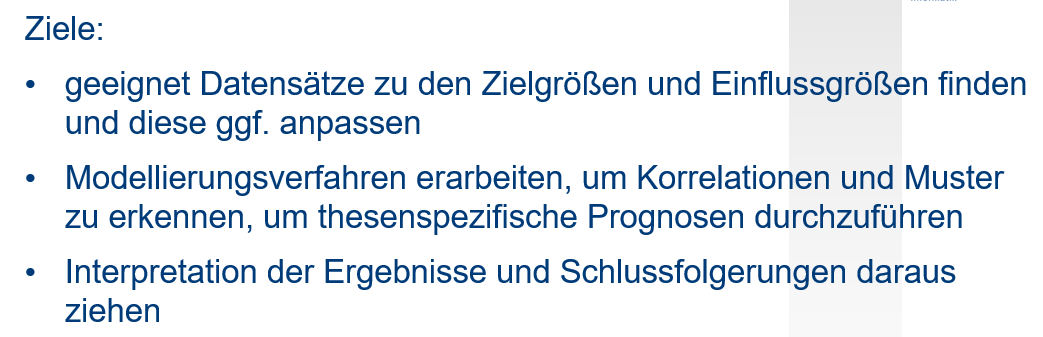 Ziele:
• geeignet Datensätze zu den Zielgrößen und Einflussgrößen finden
und diese ggf. anpassen
• Modellierungsverfahren erarbeiten, um Korrelationen und Muster
zu erkennen, um thesenspezifische Prognosen durchzuführen
• Interpretation der Ergebnisse und Schlussfolgerungen daraus
ziehen